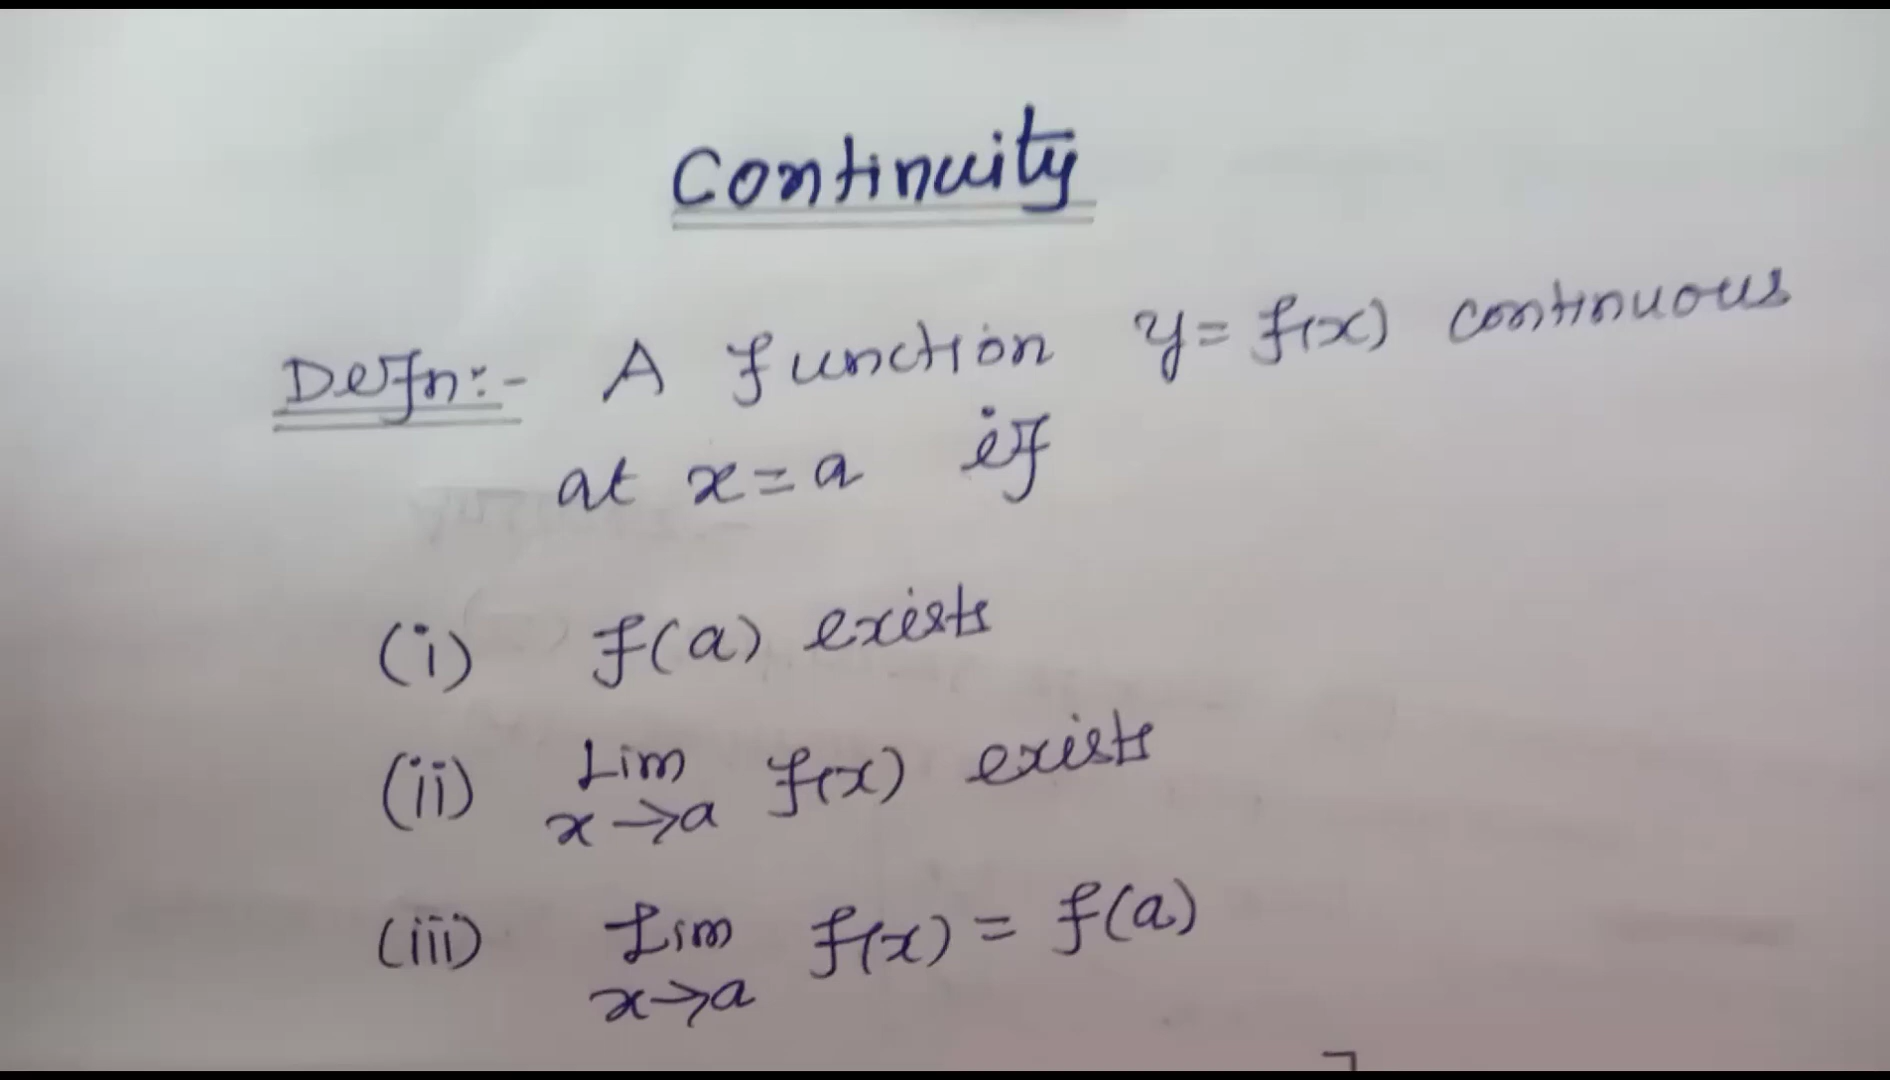 Continuity
Defn:- A function y = f(x) continuous
at x = a if
(i) f(a) exists
(ii) Lim f(x) exists
x→a
(iii) Lim f(x) = f(a)
x→a